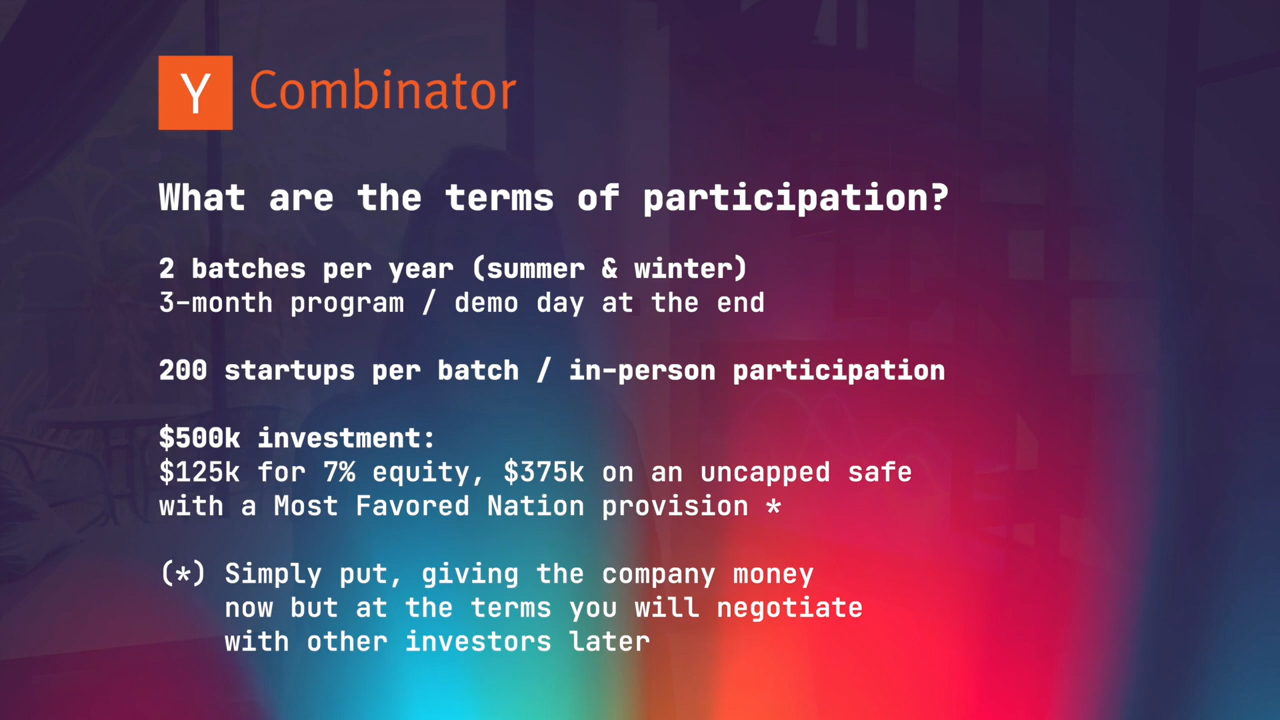 Y Combinator
What are the terms of participation?
2 batches per year (summer & winter)
3-month program / demo day at the end
200 startups per batch / in-person participation
$500k investment:
$125k for 7% equity, $375k on an uncapped safe
with a Most Favored Nation provision *
(*) Simply put, giving the company money
now but at the terms you will negotiate
with other investors later